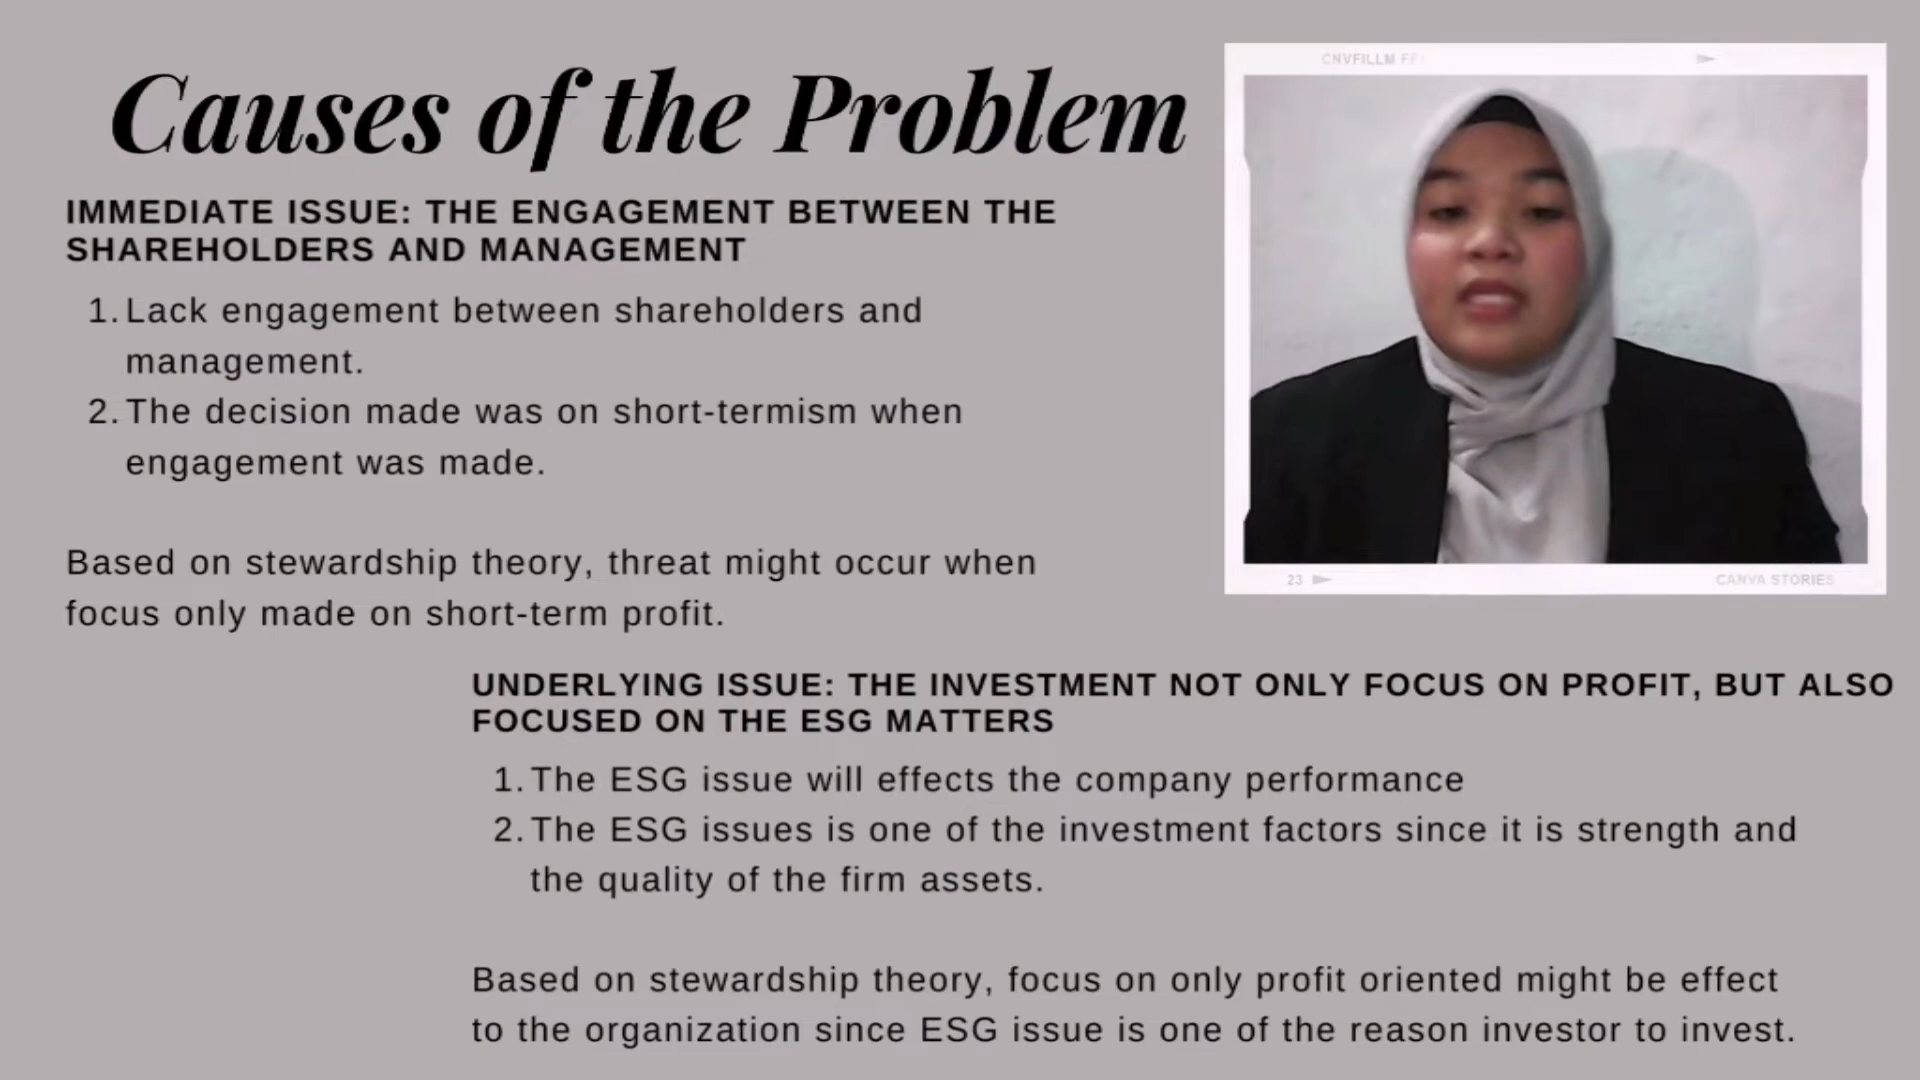 Causes of the Problem
CNVFILLM
IMMEDIATE ISSUE: THE ENGAGEMENT BETWEEN THE
SHAREHOLDERS AND MANAGEMENT
1. Lack engagement between shareholders and
management.
2. The decision made was on short-termism when
engagement was made.
Based on stewardship theory, threat might occur when
focus only made on short-term profit.
23
CANVA STORIES
UNDERLYING ISSUE: THE INVESTMENT NOT ONLY FOCUS ON PROFIT, BUT ALSO
FOCUSED ON THE ESG MATTERS
1. The ESG issue will effects the company performance
2. The ESG issues is one of the investment factors since it is strength and
the quality of the firm assets.
Based on stewardship theory, focus on only profit oriented might be effect
to the organization since ESG issue is one of the reason investor to invest.